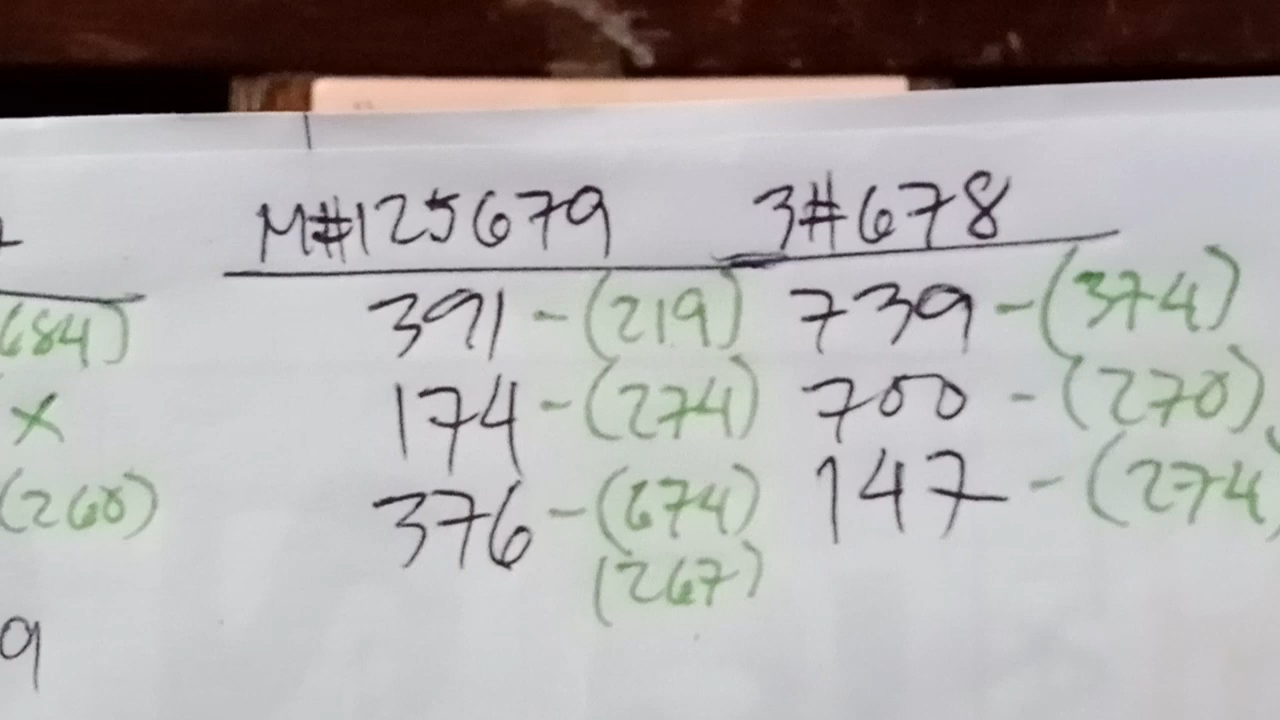 M#125679 3#678
684) 391-(219) 739-(374)
X 174-(274) 700-(270)
(260) 376-(674) 147-(274)
(267)
9